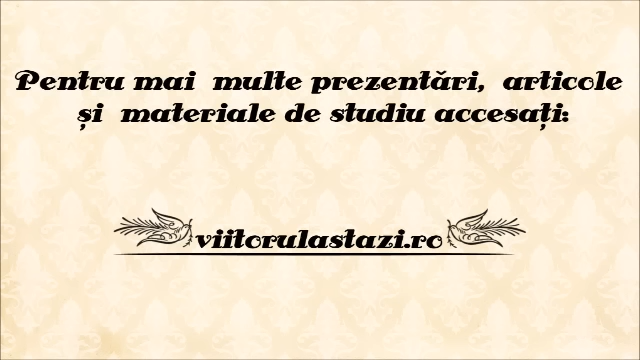 Pentru mai multe prezentări, articole
și materiale de studiu accesați:
viitorulastazi.ro